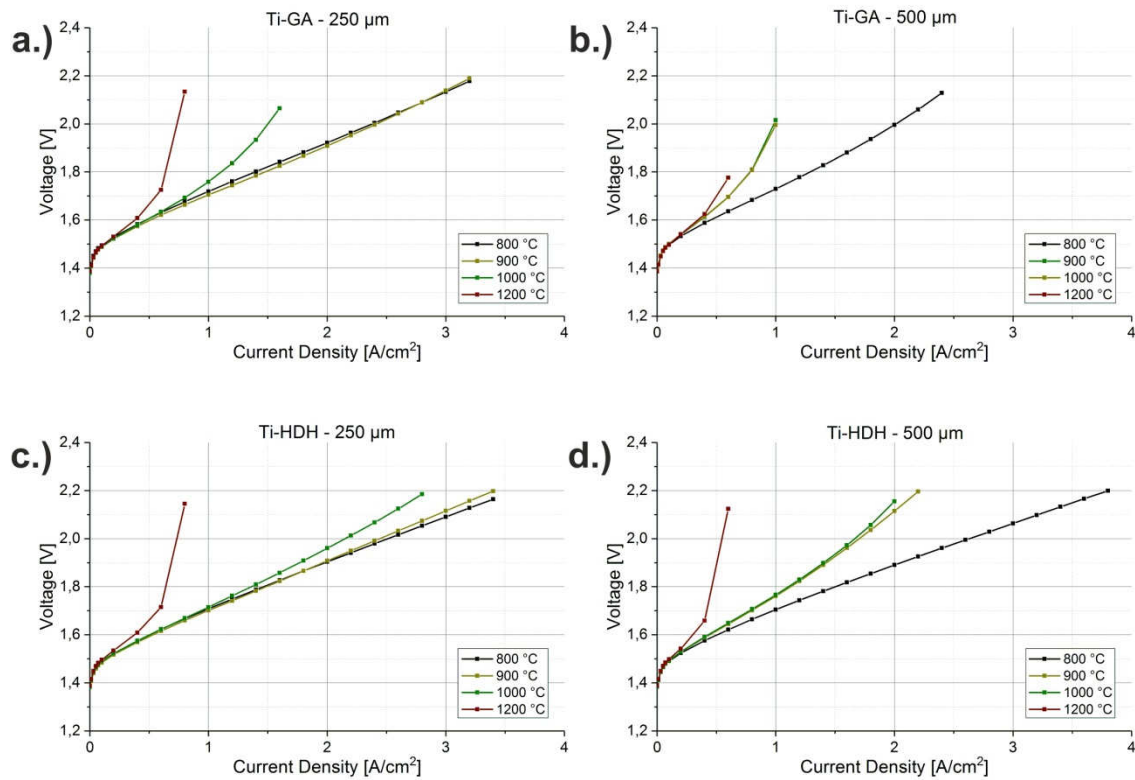 a.)
Ti-GA - 250 µm
Voltage [V]
2,4
2,2
2,0
1,8
1,6
1,4
1,2
0 1 2 3 4
Current Density [A/cm²]
800 °C
900 °C
1000 °C
1200 °C
b.)
Ti-GA - 500 µm
Voltage [V]
2,4
2,2
2,0
1,8
1,6
1,4
1,2
0 1 2 3 4
Current Density [A/cm²]
800 °C
900 °C
1000 °C
1200 °C
c.)
Ti-HDH - 250 µm
Voltage [V]
2,4
2,2
2,0
1,8
1,6
1,4
1,2
0 1 2 3 4
Current Density [A/cm²]
800 °C
900 °C
1000 °C
1200 °C
d.)
Ti-HDH - 500 µm
Voltage [V]
2,4
2,2
2,0
1,8
1,6
1,4
1,2
0 1 2 3 4
Current Density [A/cm²]
800 °C
900 °C
1000 °C
1200 °C